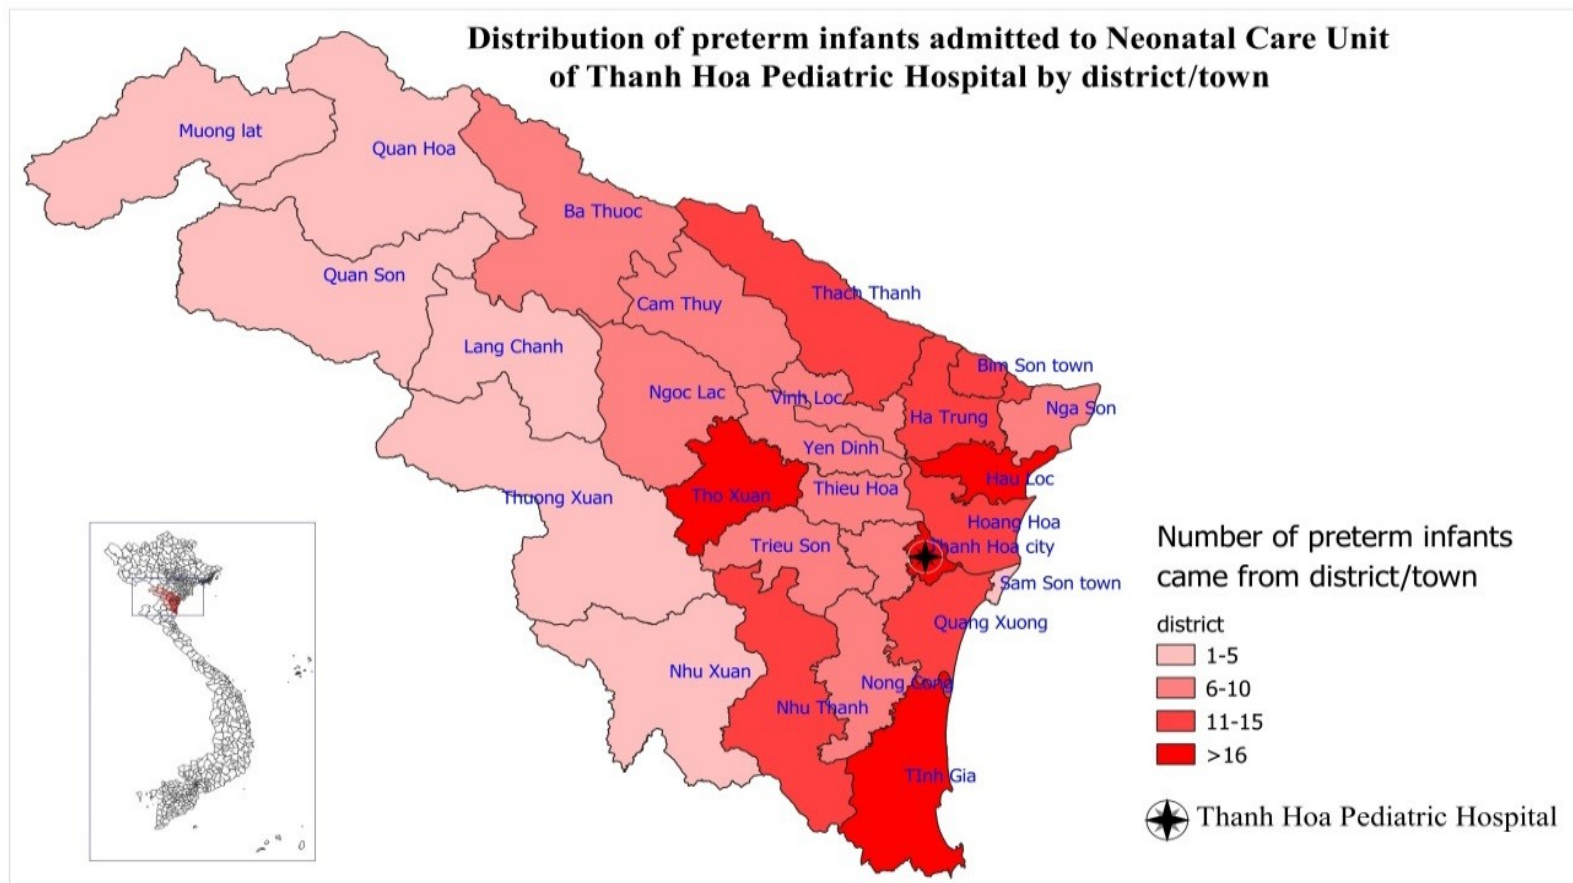 Distribution of preterm infants admitted to Neonatal Care Unit
of Thanh Hoa Pediatric Hospital by district/town
Muong lat
Quan Hoa
Ba Thuoc
Quan Son
Thach Thanh
Cam Thuy
Lang Chanh
Bim Son town
Ngoc Lac
Vinh Loc
Nga Son
Ha Trung
Yen Dinh
Hau Loc
Thieu Hoa
Tho Xuan
Thuong Xuan
Hoang Hoa
Trieu Son
Thanh Hoa city
Sam Son town
Quang Xuong
Nhu Xuan
Nong Cong
Nhu Thanh
TInh Gia
Number of preterm infants
came from district/town
district
1-5
6-10
11-15
>16
Thanh Hoa Pediatric Hospital